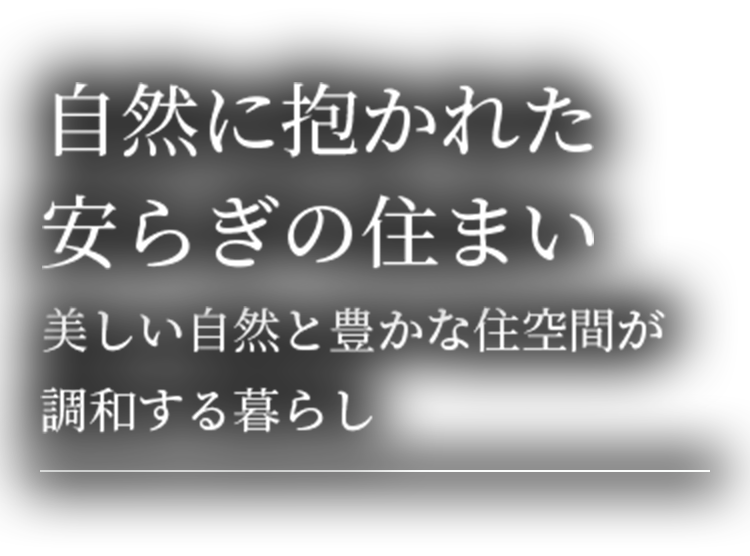 自然に抱かれた
安らぎの住まい
美しい自然と豊かな住空間が
調和する暮らし